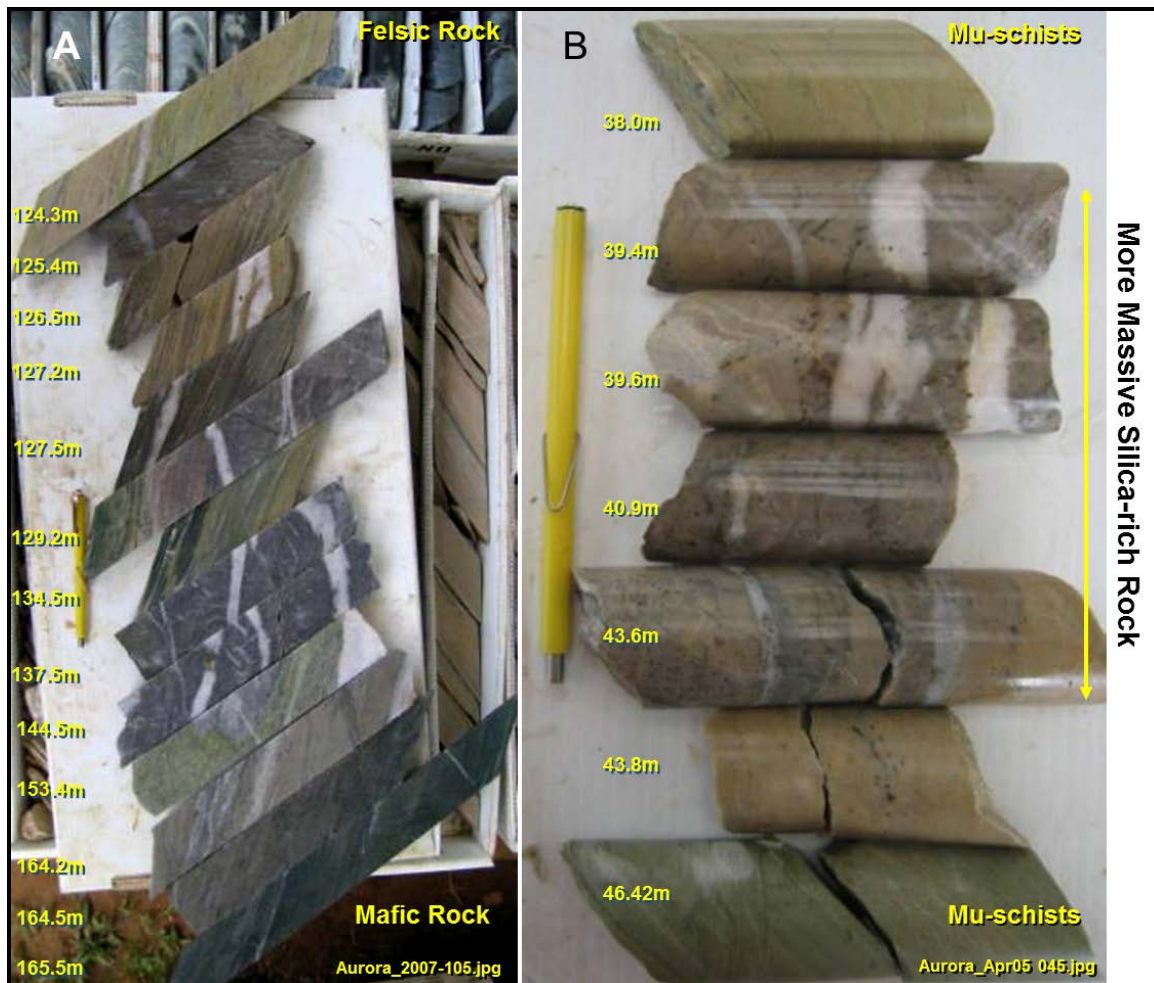 A
Felsic Rock
124.3m
125.4m
126.5m
127.2m
127.5m
129.2m
134.5m
137.5m
144.5m
153.4m
164.2m
164.5m
165.5m
Mafic Rock
Aurora_2007-105.jpg
B
Mu-schists
38.0m
39.4m
39.6m
40.9m
43.6m
43.8m
46.42m
Mu-schists
Aurora_Apr05 045.jpg
More Massive Silica-rich Rock